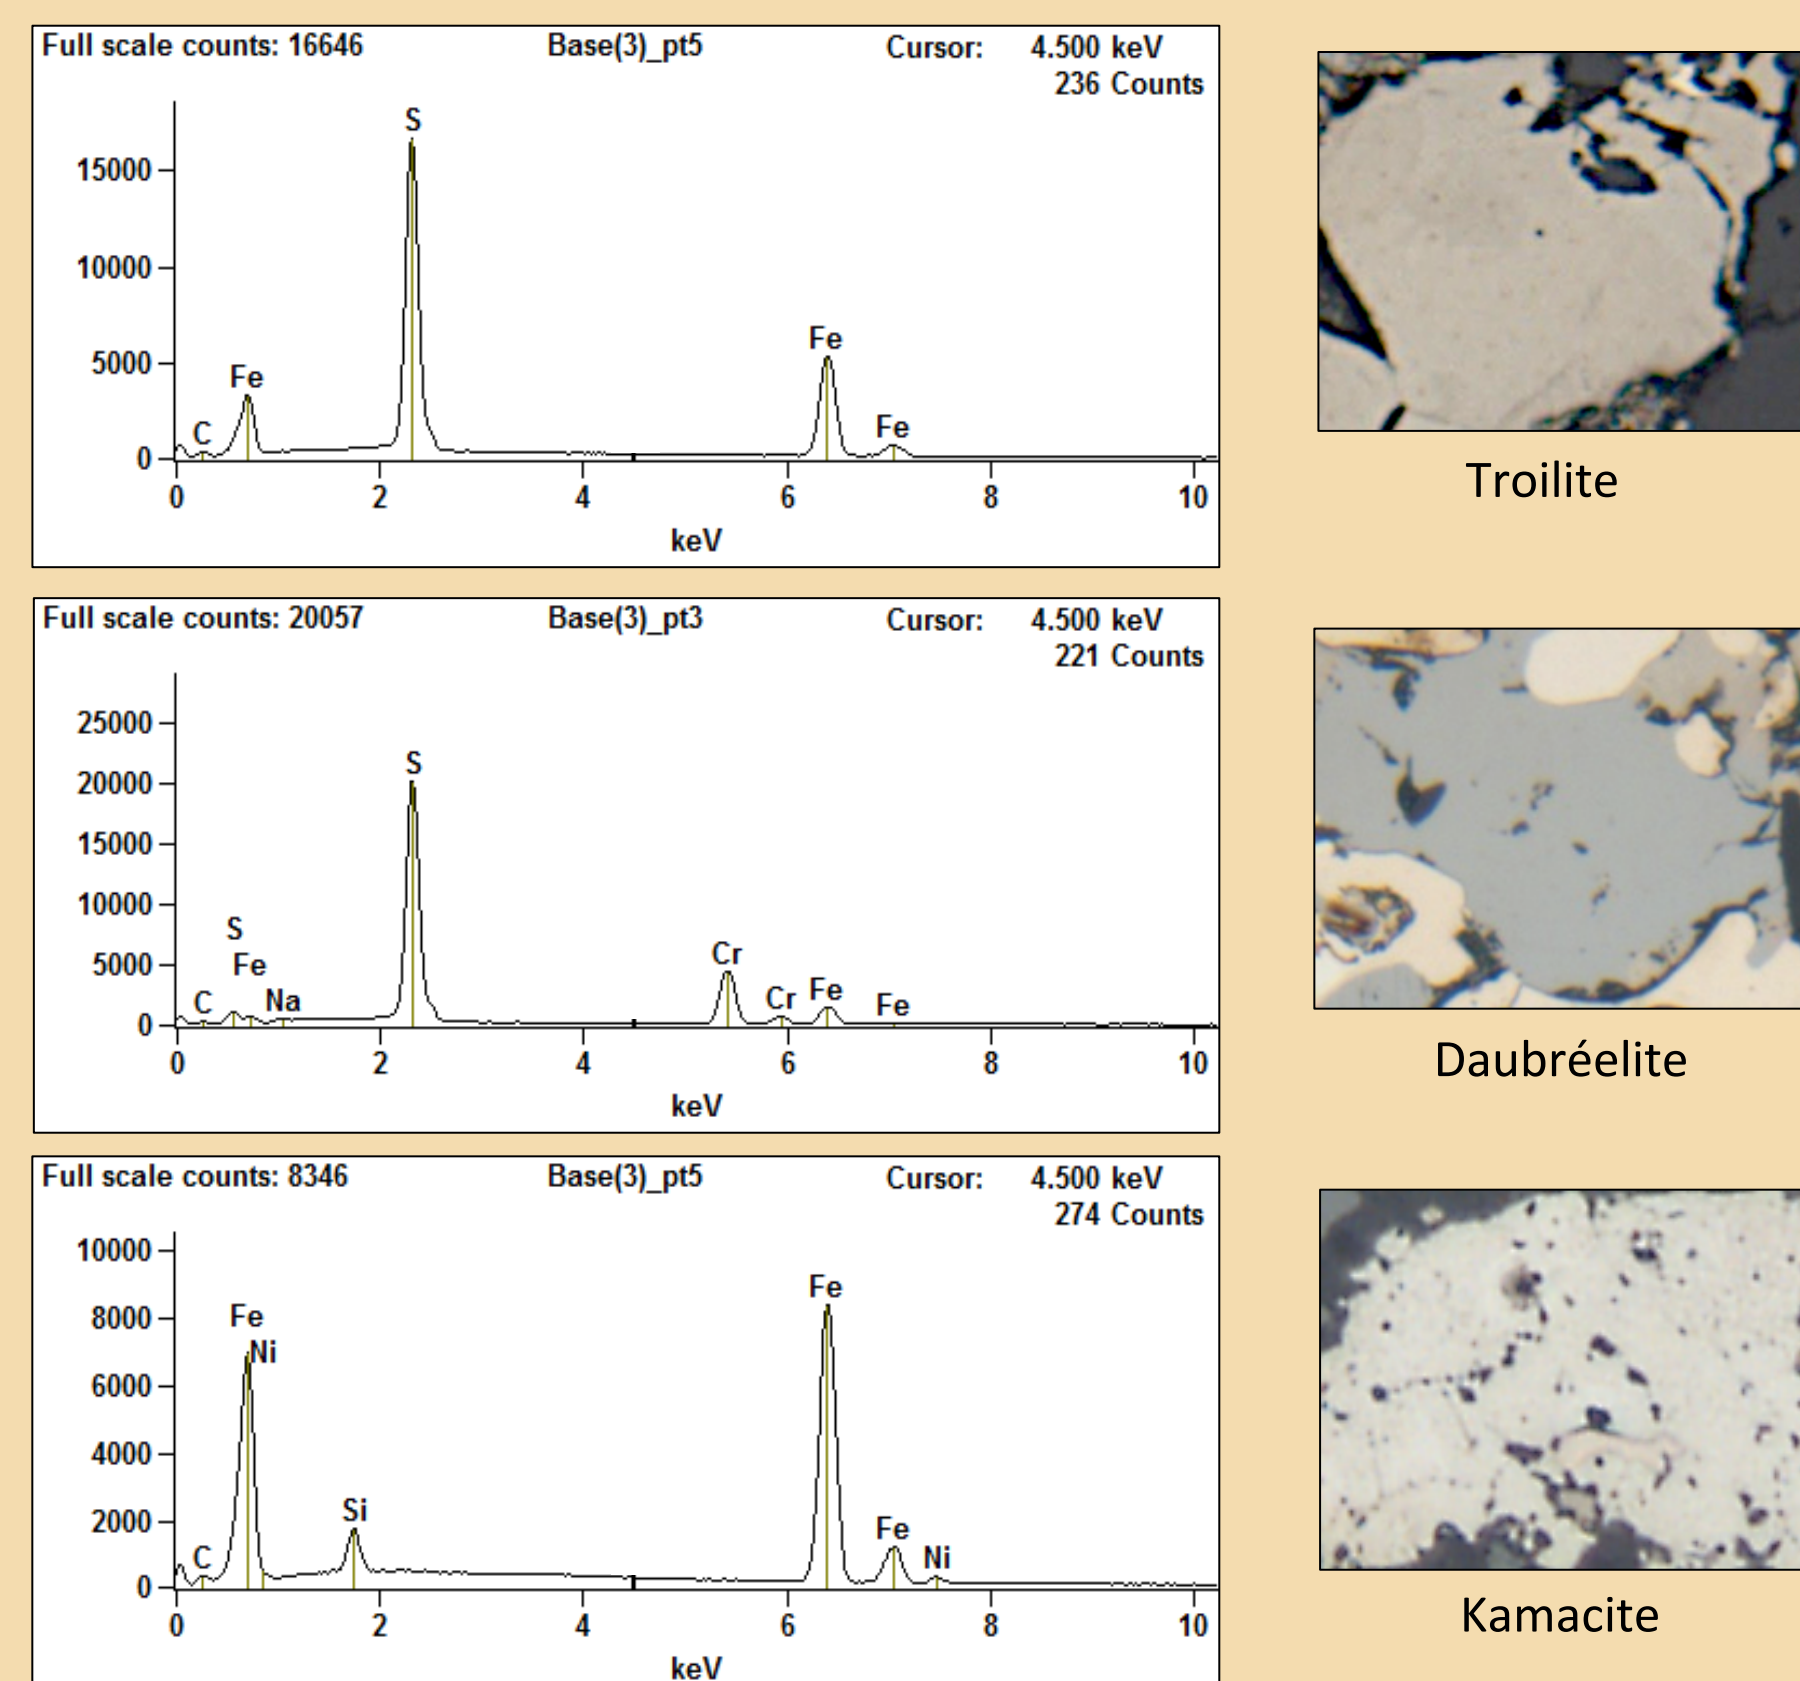 Full scale counts: 16646 Base(3)_pt5 Cursor: 4.500 keV
236 Counts
S
15000
10000
Fe
5000
Fe
C
Fe
0
0 2 4 6 8 10
keV
Troilite
Full scale counts: 20057 Base(3)_pt3 Cursor: 4.500 keV
221 Counts
25000
S
20000
15000
10000
S
Cr
5000
Fe
C Na Cr Fe Fe
0
0 2 4 6 8 10
keV
Daubréelite
Full scale counts: 8346 Base(3)_pt5 Cursor: 4.500 keV
274 Counts
10000
Fe
8000
Fe
Ni
6000
4000
Si
2000
Fe
C Ni
0
0 2 4 6 8 10
keV
Kamacite